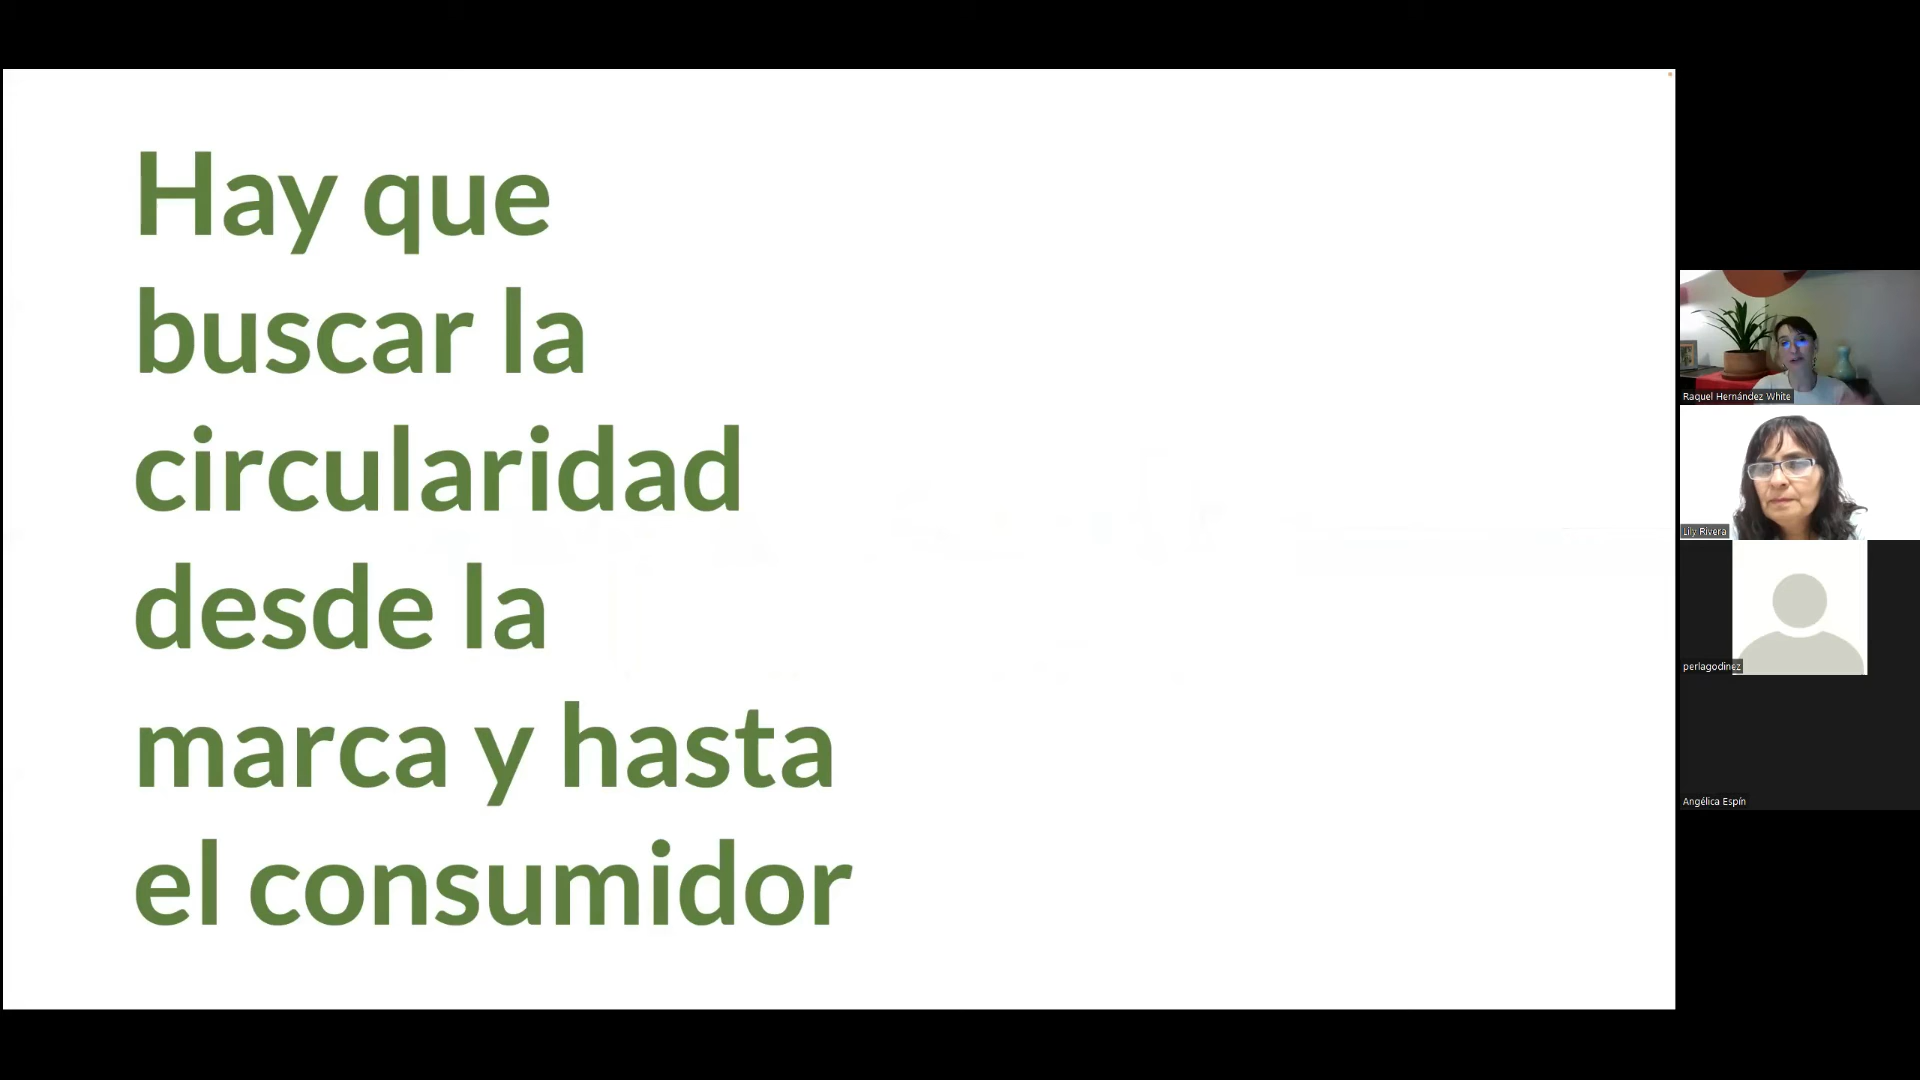 Hay que
buscar la
circularidad
desde la
marca y hasta
el consumidor
Raquel Hernández White
Lily Rivera
perlagodinez
Angélica Espín